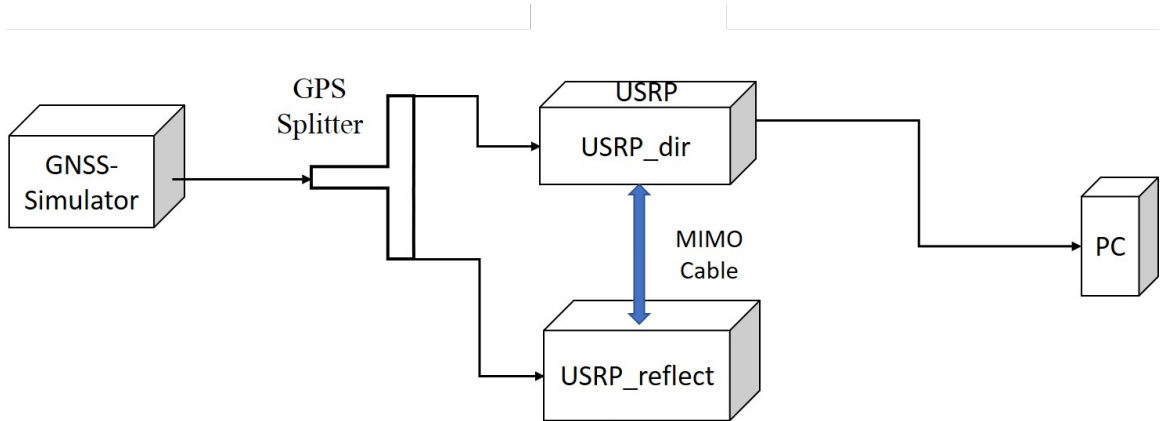 GPS
Splitter
USRP
USRP_dir
GNSS-
Simulator
MIMO
Cable
PC
USRP_reflect